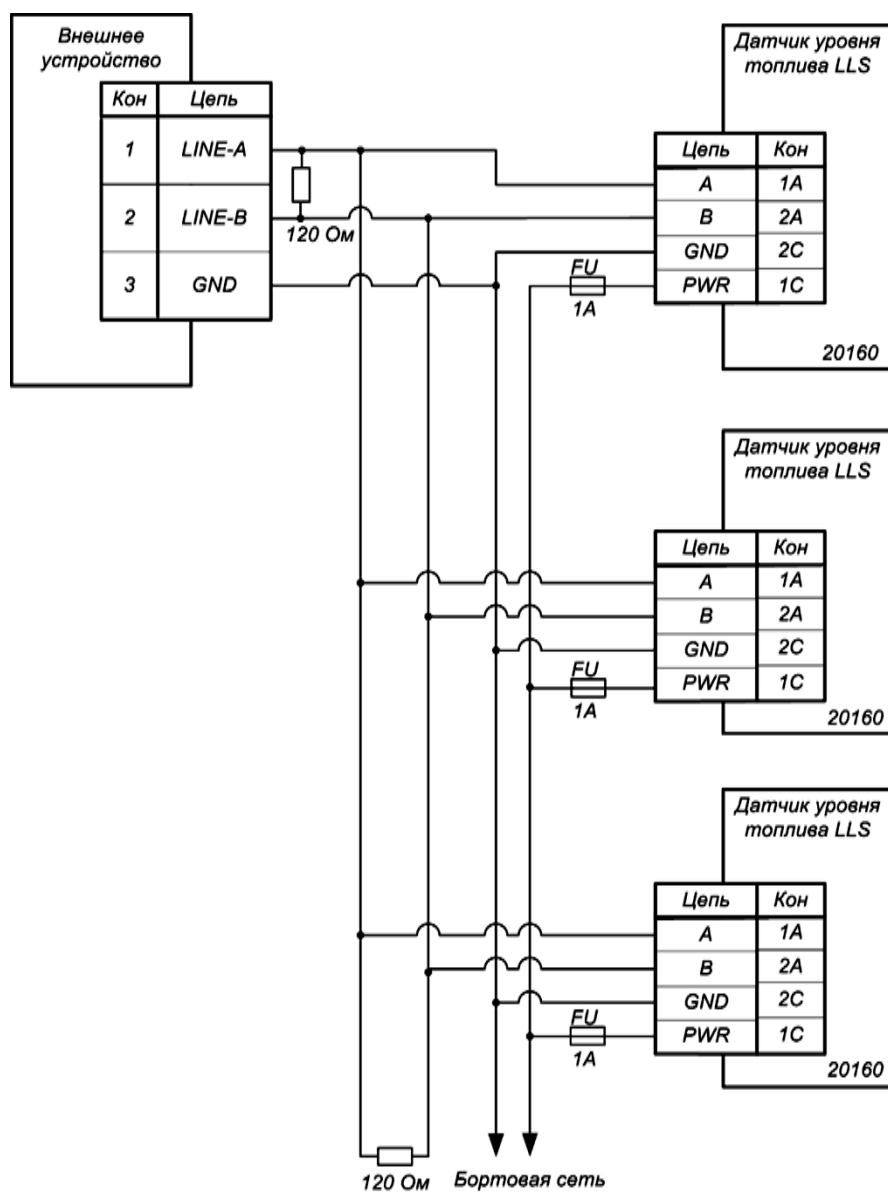 Внешнее
устройство
Кон Цепь
1 LINE-A
2 LINE-B
3 GND
120 Ом
Датчик уровня
топлива LLS
Цепь Кон
A 1A
B 2A
GND 2C
PWR 1C
FU
1A
20160
Датчик уровня
топлива LLS
Цепь Кон
A 1A
B 2A
GND 2C
PWR 1C
FU
1A
20160
Датчик уровня
топлива LLS
Цепь Кон
A 1A
B 2A
GND 2C
PWR 1C
FU
1A
20160
120 Ом
Бортовая сеть